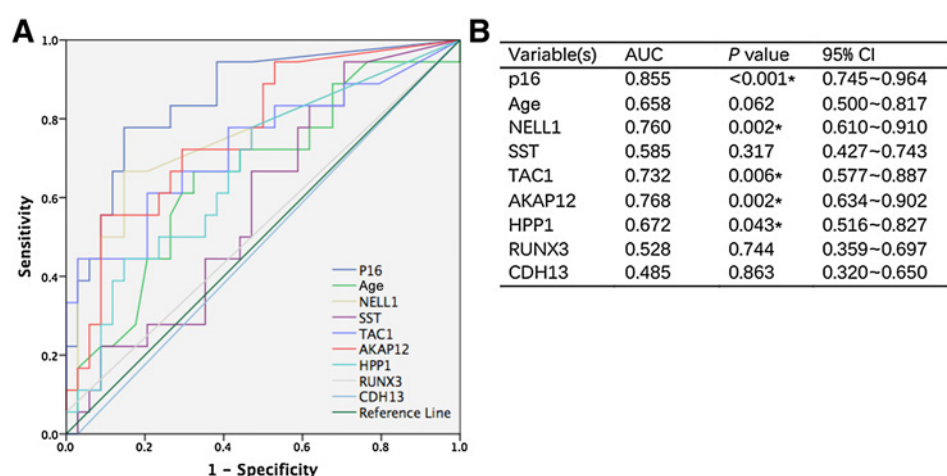 A
1.0
0.8
0.6
0.4
0.2
0.0
Sensitivity
P16
Age
NELL1
SST
TAC1
AKAP12
HPP1
RUNX3
CDH13
Reference Line
0.0 0.2 0.4 0.6 0.8 1.0
1 - Specificity
B
Variable(s) AUC P value 95% CI
p16 0.855 <0.001* 0.745~0.964
Age 0.658 0.062 0.500~0.817
NELL1 0.760 0.002* 0.610~0.910
SST 0.585 0.317 0.427~0.743
TAC1 0.732 0.006* 0.577~0.887
AKAP12 0.768 0.002* 0.634~0.902
HPP1 0.672 0.043* 0.516~0.827
RUNX3 0.528 0.744 0.359~0.697
CDH13 0.485 0.863 0.320~0.650